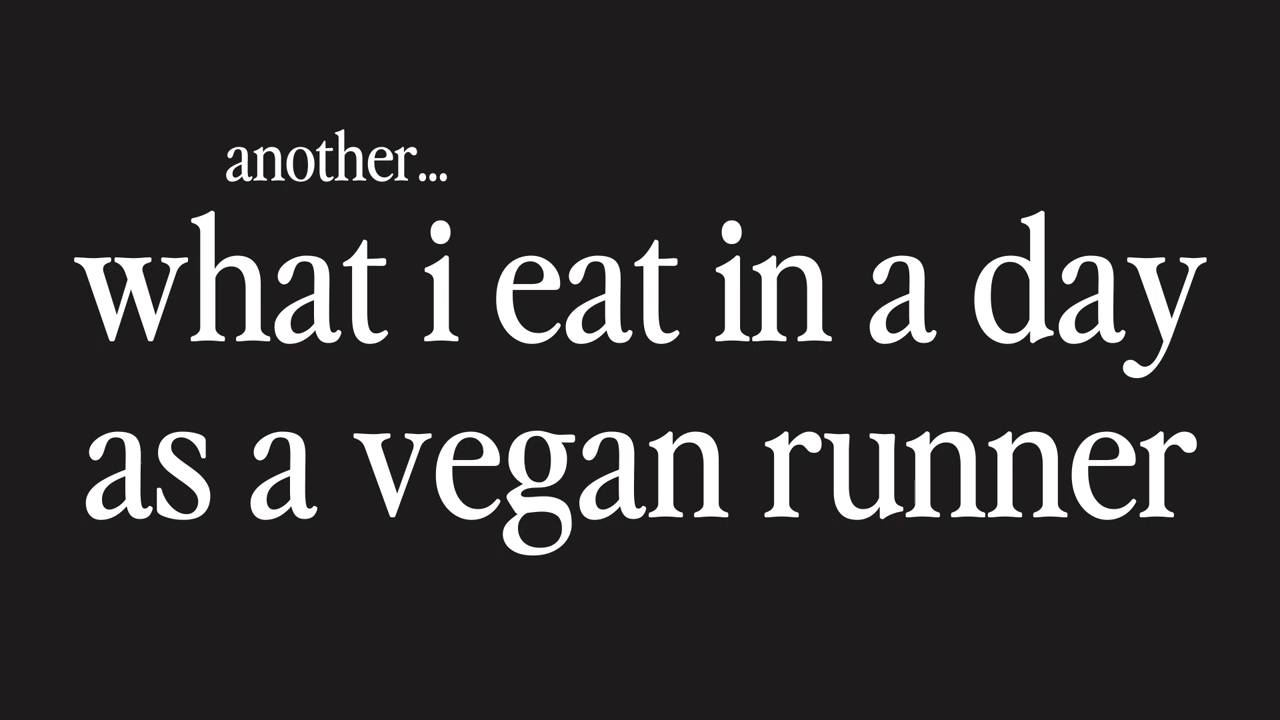 another...
what i eat in a day
as a vegan runner